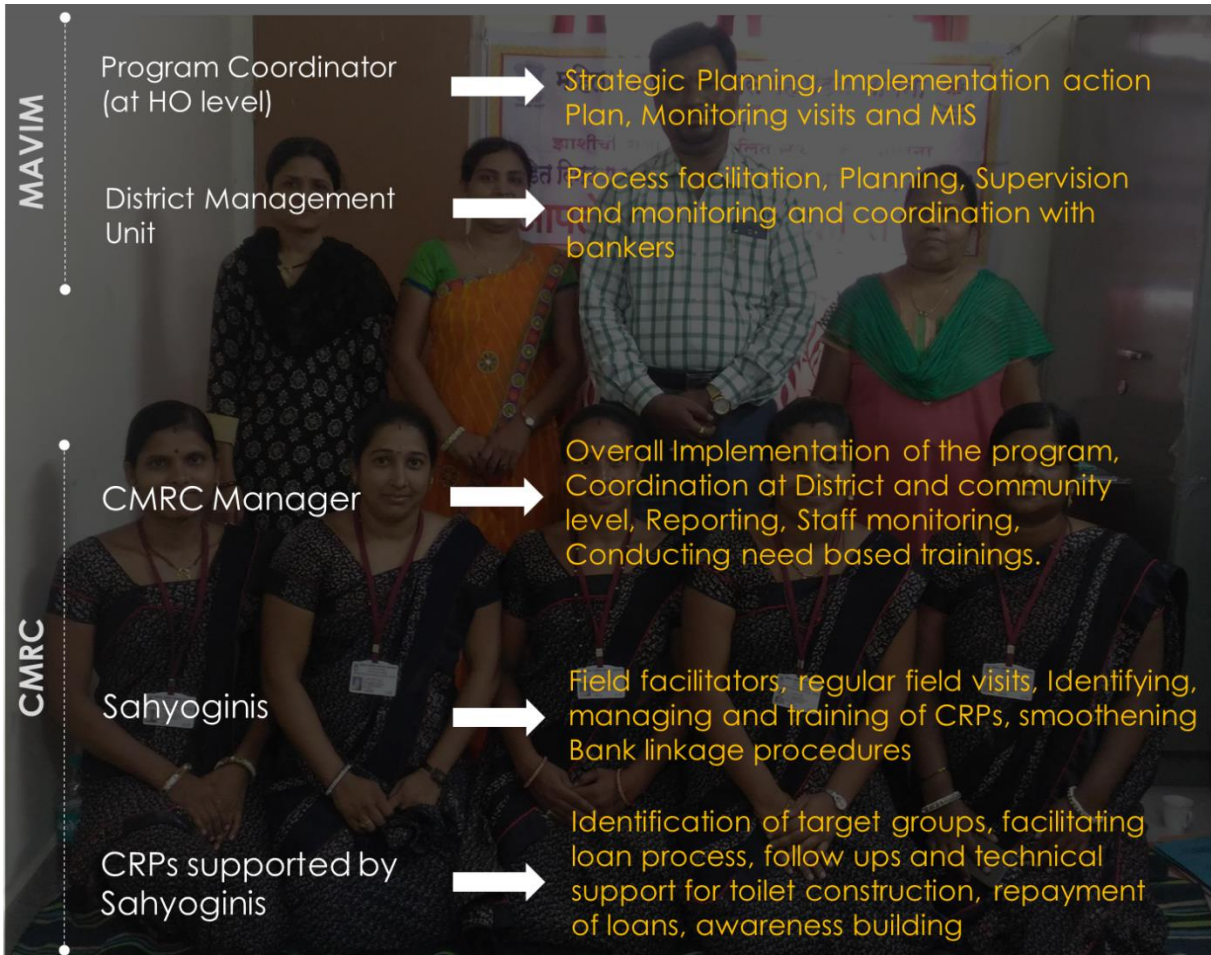 MAVIM
Program Coordinator
(at HO level)
Strategic Planning, Implementation action
Plan, Monitoring visits and MIS
District Management
Unit
Process facilitation, Planning, Supervision
and monitoring and coordination with
bankers
CMRC
CMRC Manager
Overall Implementation of the program,
Coordination at District and community
level, Reporting, Staff monitoring,
Conducting need based trainings.
Sahyoginis
Field facilitators, regular field visits, Identifying,
managing and training of CRPs, smoothening
Bank linkage procedures
CRPs supported by
Sahyoginis
Identification of target groups, facilitating
loan process, follow ups and technical
support for toilet construction, repayment
of loans, awareness building